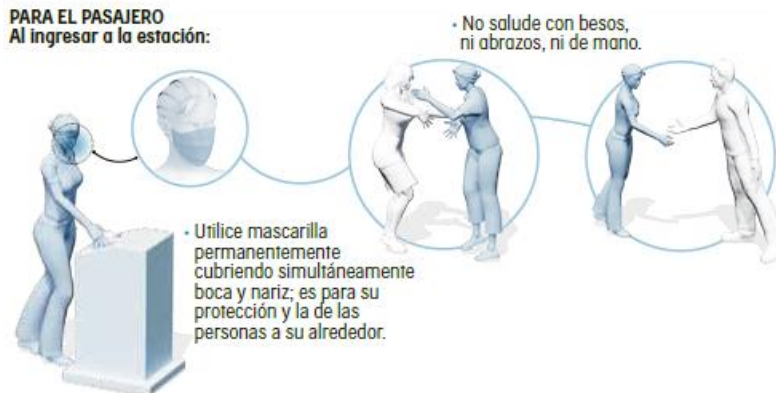 PARA EL PASAJERO
Al ingresar a la estación:
• No salude con besos,
ni abrazos, ni de mano.
• Utilice mascarilla
permanentemente
cubriendo simultáneamente
boca y nariz; es para su
protección y la de las
personas a su alrededor.